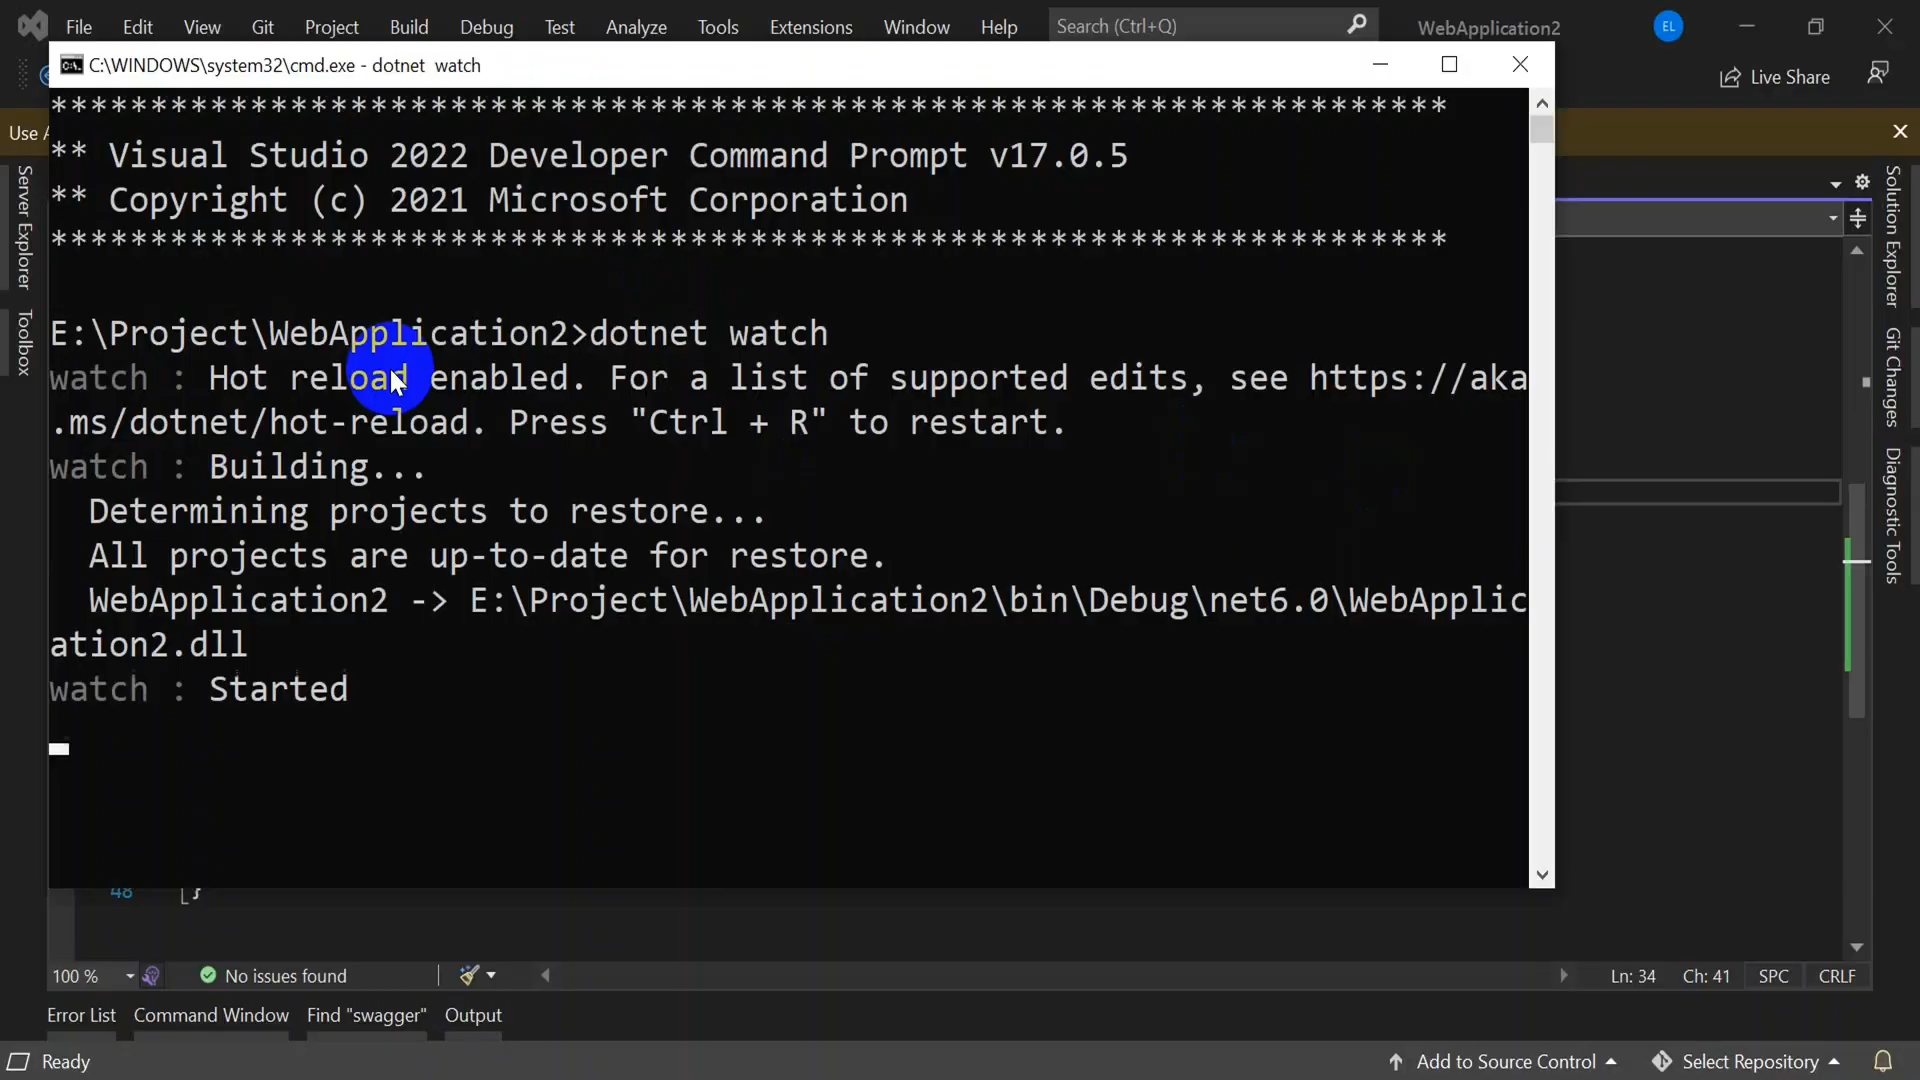 File Edit View Git Project Build Debug Test Analyze Tools Extensions Window Help Search (Ctrl+Q) WebApplication2 EL
C:\WINDOWS\system32\cmd.exe - dotnet  watch
Live Share
Use
Server Explorer
Toolbox
Solution Explorer
Git Changes
Diagnostic Tools
**********************************************************************
** Visual Studio 2022 Developer Command Prompt v17.0.5
** Copyright (c) 2021 Microsoft Corporation
**********************************************************************
E:\Project\WebApplication2>dotnet watch
watch : Hot reload enabled. For a list of supported edits, see https://aka
.ms/dotnet/hot-reload. Press "Ctrl + R" to restart.
watch : Building...
Determining projects to restore...
All projects are up-to-date for restore.
WebApplication2 -> E:\Project\WebApplication2\bin\Debug\net6.0\WebApplic
ation2.dll
watch : Started
48 }
100 % No issues found Ln: 34 Ch: 41 SPC CRLF
Error List Command Window Find "swagger" Output
Ready Add to Source Control Select Repository